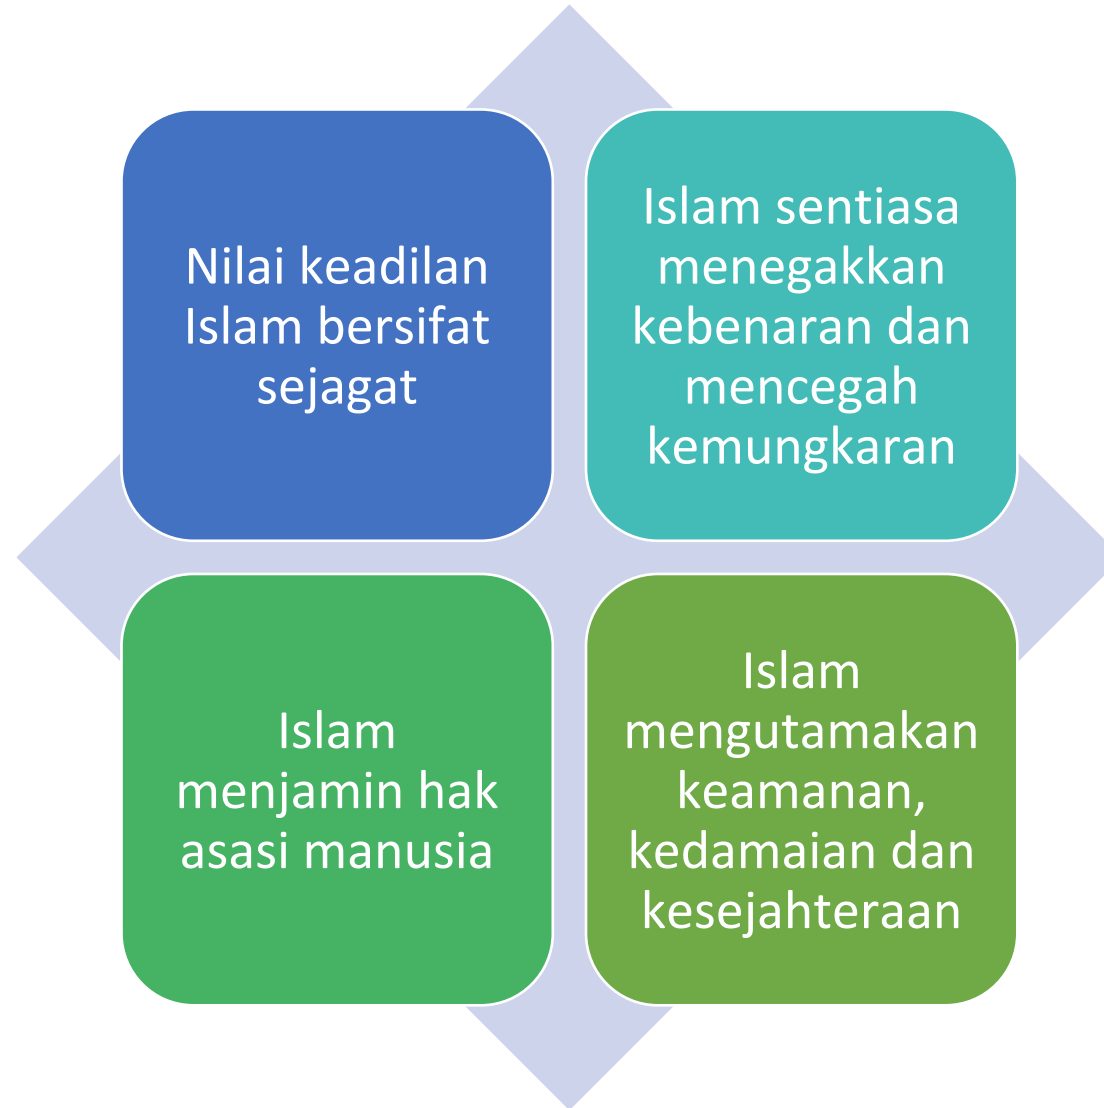 Nilai keadilan
Islam bersifat
sejagat
Islam sentiasa
menegakkan
kebenaran dan
mencegah
kemungkaran
Islam
menjamin hak
asasi manusia
Islam
mengutamakan
keamanan,
kedamaian dan
kesejahteraan